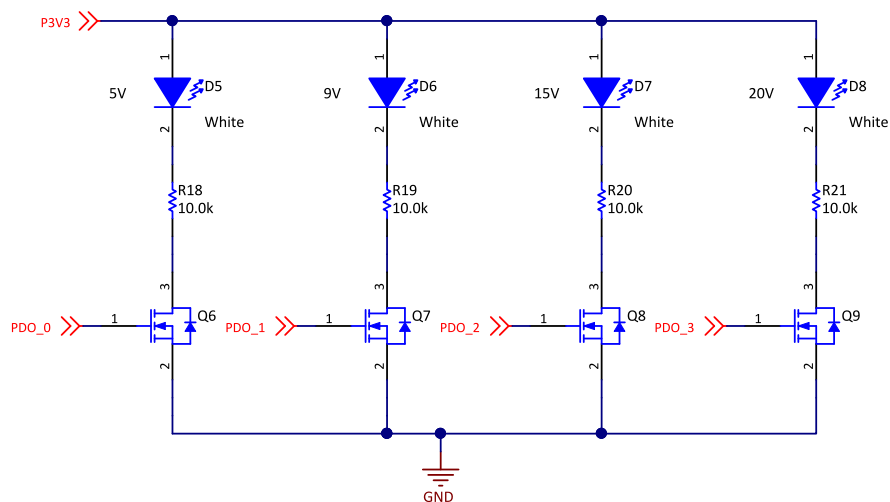 P3V3
1 1 1 1
5V D5 9V D6 15V D7 20V D8
White White White White
2 2 2 2
R18 R19 R20 R21
10.0k 10.0k 10.0k 10.0k
3 3 3 3
PDO_0 1 Q6 PDO_1 1 Q7 PDO_2 1 Q8 PDO_3 1 Q9
2 2 2 2
GND